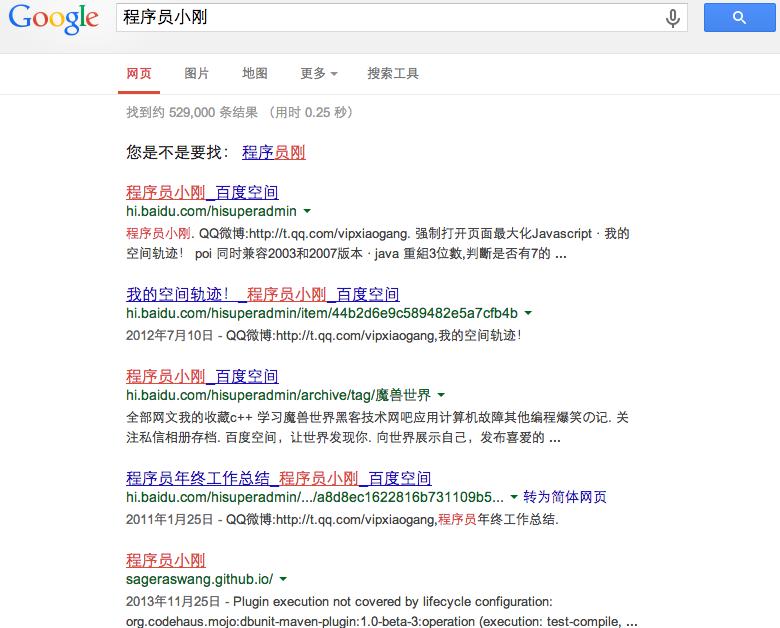 Google 程序员小刚
网页 图片 地图 更多 搜索工具
找到约 529,000 条结果 （用时 0.25 秒）
您是不是要找： 程序员刚
程序员小刚_百度空间
hi.baidu.com/hisuperadmin
程序员小刚. QQ微博:http://t.qq.com/vipxiaogang. 强制打开页面最大化Javascript · 我的
空间轨迹！ poi 同时兼容2003和2007版本 · java 重組3位數,判斷是否有7的 ...
我的空间轨迹！_程序员小刚_百度空间
hi.baidu.com/hisuperadmin/item/44b2d6e9c589482e5a7cfb4b
2012年7月10日 - QQ微博:http://t.qq.com/vipxiaogang,我的空间轨迹！
程序员小刚_百度空间
hi.baidu.com/hisuperadmin/archive/tag/魔兽世界
全部网文我的收藏c++ 学习魔兽世界黑客技术网吧应用计算机故障其他编程爆笑の记. 关
注私信相册存档. 百度空间，让世界发现你. 向世界展示自己，发布喜爱的 ...
程序员年终工作总结_程序员小刚_百度空间
hi.baidu.com/hisuperadmin/.../a8d8ec1622816b731109b5... 转为简体网页
2011年1月25日 - QQ微博:http://t.qq.com/vipxiaogang,程序员年终工作总结.
程序员小刚
sageraswang.github.io/
2013年11月25日 - Plugin execution not covered by lifecycle configuration:
org.codehaus.mojo:dbunit-maven-plugin:1.0-beta-3:operation (execution: test-compile, ...